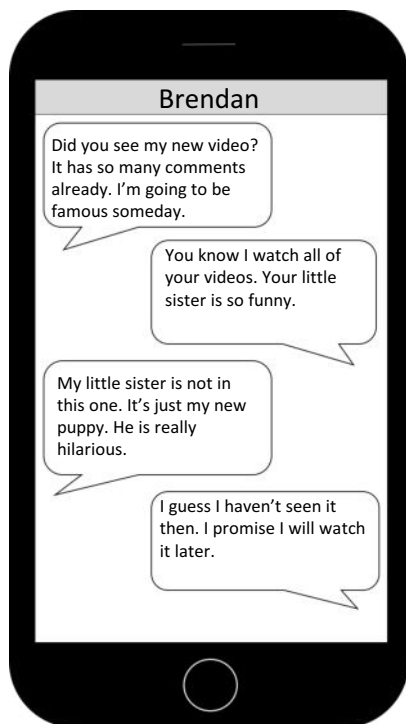 Brendan
Did you see my new video?
It has so many comments
already. I’m going to be
famous someday.
You know I watch all of
your videos. Your little
sister is so funny.
My little sister is not in
this one. It’s just my new
puppy. He is really
hilarious.
I guess I haven’t seen it
then. I promise I will watch
it later.